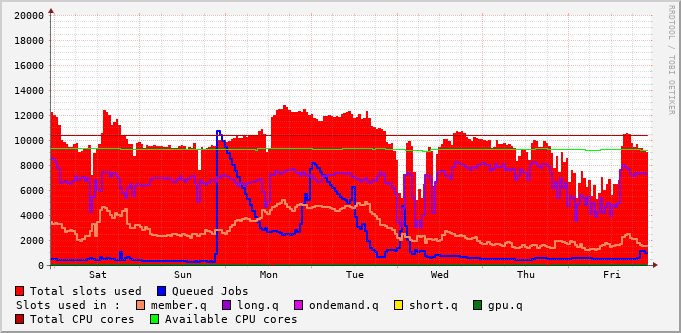 20000
18000
16000
14000
12000
10000
8000
6000
4000
2000
0
Sat Sun Mon Tue Wed Thu Fri
Total slots used Queued Jobs
Slots used in : member.q long.q ondemand.q short.q gpu.q
Total CPU cores Available CPU cores
RRDTOOL / TOBI OETIKER